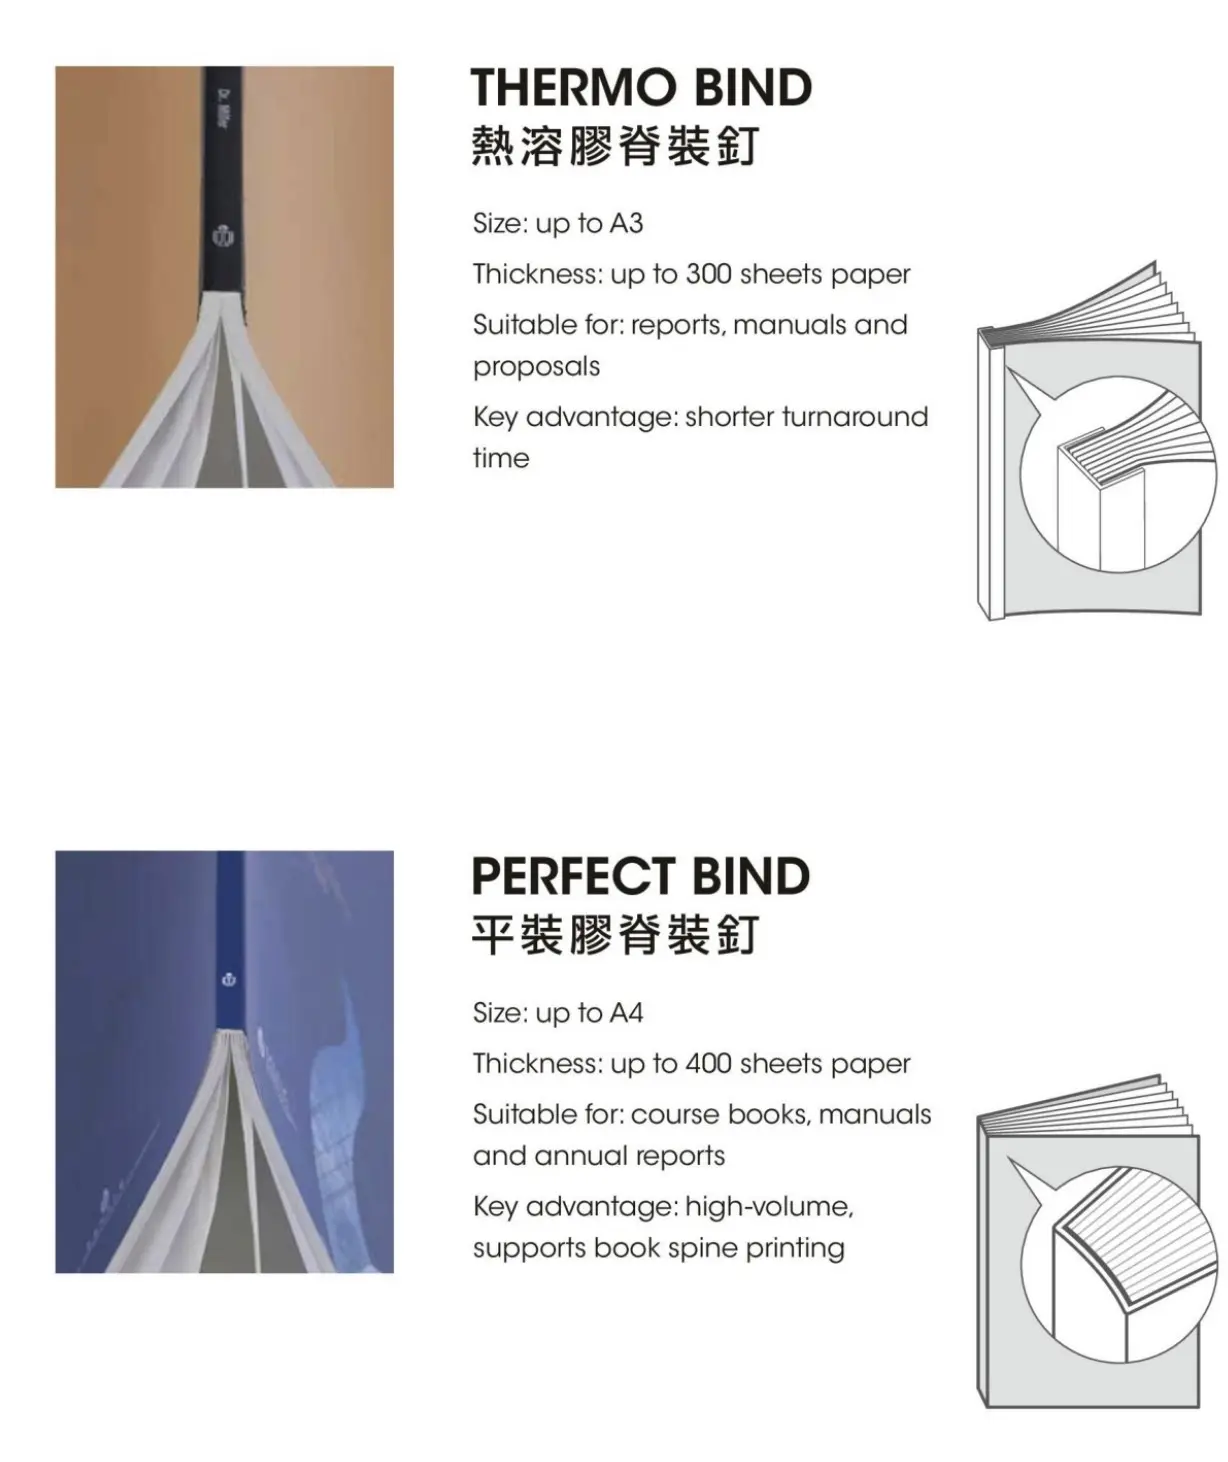 Dr. Miller
THERMO BIND
熱溶膠脊裝釘
Size: up to A3
Thickness: up to 300 sheets paper
Suitable for: reports, manuals and
proposals
Key advantage: shorter turnaround
time
PERFECT BIND
平裝膠脊裝釘
Size: up to A4
Thickness: up to 400 sheets paper
Suitable for: course books, manuals
and annual reports
Key advantage: high-volume,
supports book spine printing